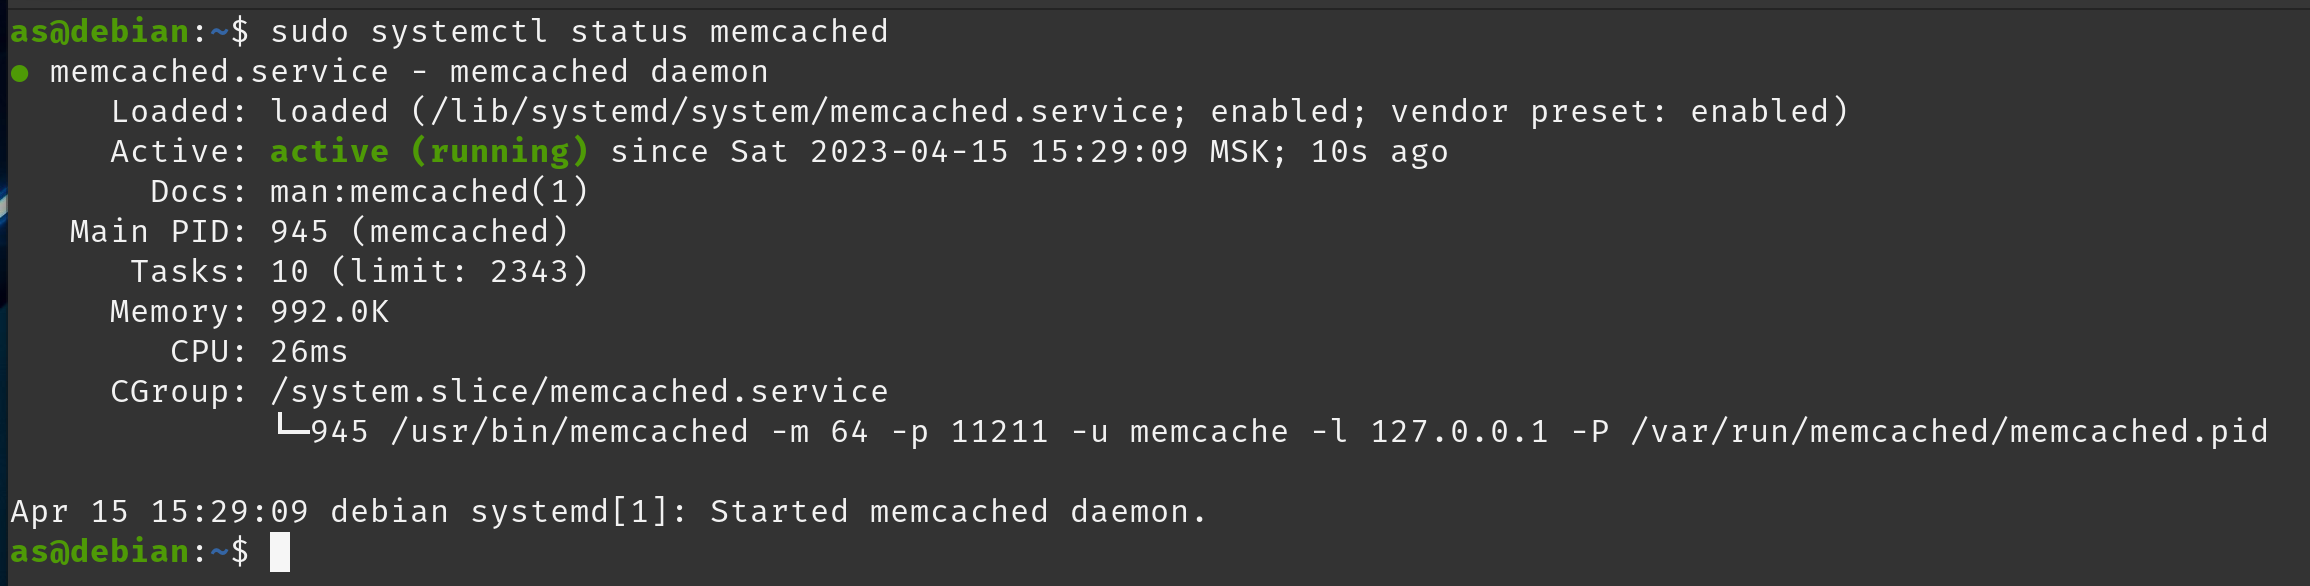 as@debian:~$ sudo systemctl status memcached
● memcached.service - memcached daemon
     Loaded: loaded (/lib/systemd/system/memcached.service; enabled; vendor preset: enabled)
     Active: active (running) since Sat 2023-04-15 15:29:09 MSK; 10s ago
       Docs: man:memcached(1)
   Main PID: 945 (memcached)
      Tasks: 10 (limit: 2343)
     Memory: 992.0K
        CPU: 26ms
     CGroup: /system.slice/memcached.service
             └─945 /usr/bin/memcached -m 64 -p 11211 -u memcache -l 127.0.0.1 -P /var/run/memcached/memcached.pid
Apr 15 15:29:09 debian systemd[1]: Started memcached daemon.
as@debian:~$